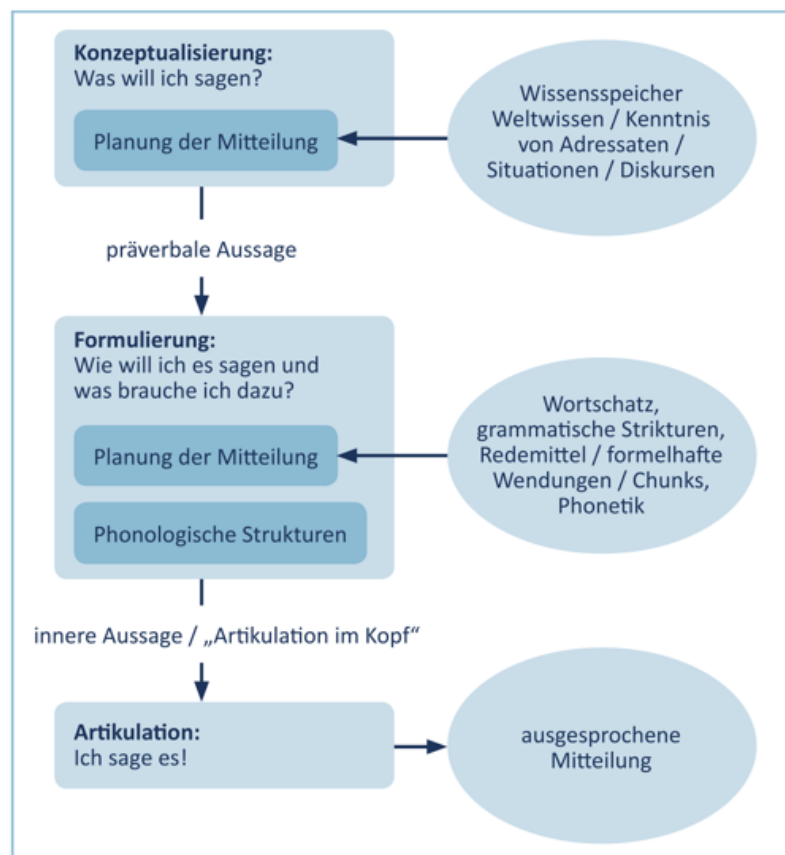 Konzeptualisierung:
Was will ich sagen?
Planung der Mitteilung
Wissensspeicher
Weltwissen / Kenntnis
von Adressaten /
Situationen / Diskursen
präverbale Aussage
Formulierung:
Wie will ich es sagen und
was brauche ich dazu?
Planung der Mitteilung
Phonologische Strukturen
Wortschatz,
grammatische Strikturen,
Redemittel / formelhafte
Wendungen / Chunks,
Phonetik
innere Aussage / „Artikulation im Kopf“
Artikulation:
Ich sage es!
ausgesprochene
Mitteilung